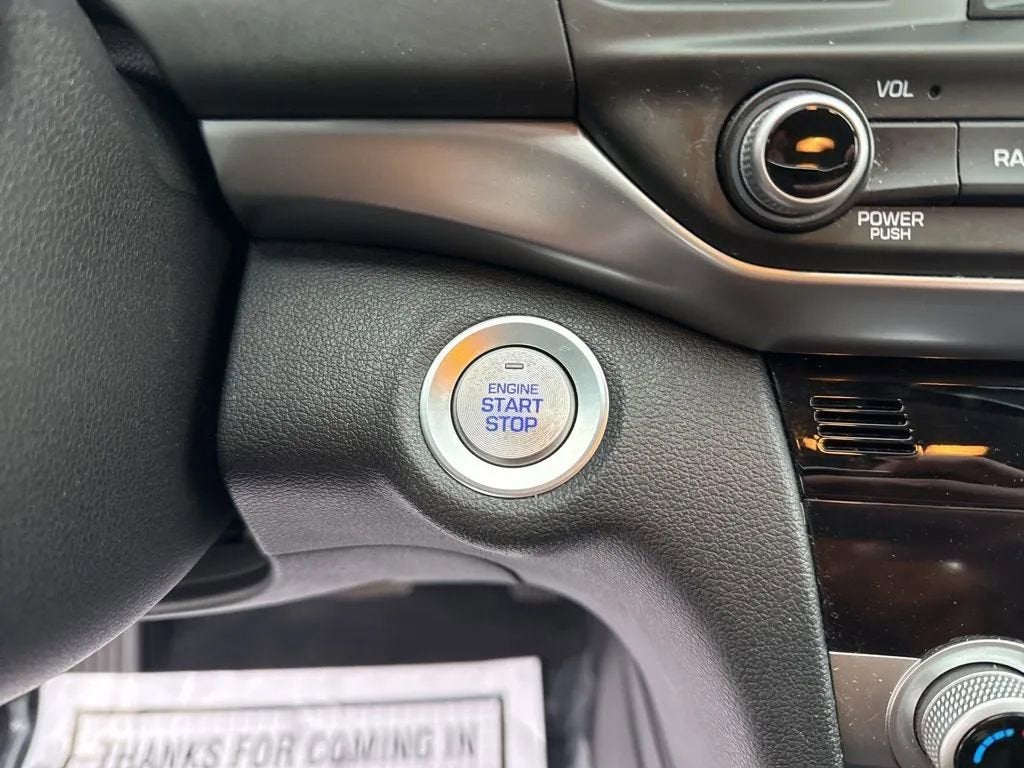 VOL
RA
POWER
PUSH
ENGINE
START
STOP
THANKS FOR COMING IN